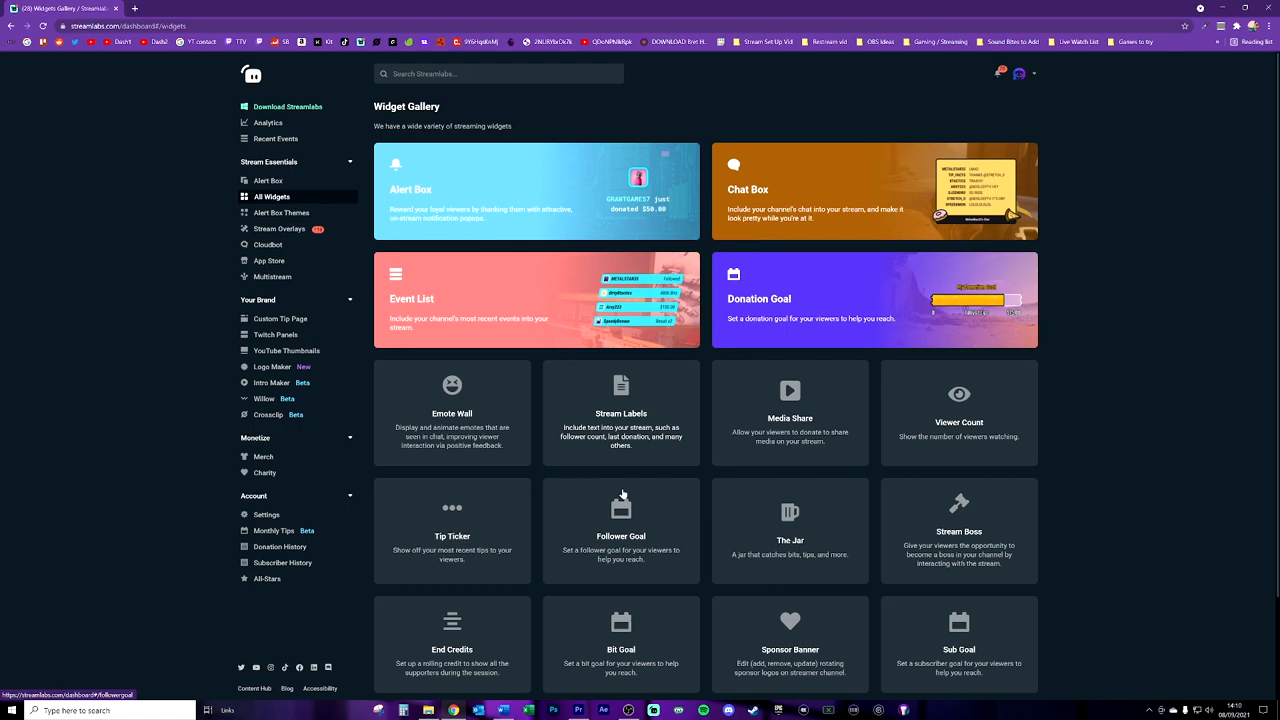 (28) Widgets Gallery | Streamlabs
streamlabs.com/dashboard#/widgets
Dash1
Dash2
YT contact
TTV
SB
Kit
9Y6HqsKnMj
2NURYbxDk7k
QDoNPNlkRpk
DOWNLOAD Bret H...
Stream Set Up
Restream vid
OBS Ideas
Gaming / Streaming
Sound Bites to Add
Live Watch List
Games to try
»
Reading list
Search Streamlabs...
Download Streamlabs
Analytics
Recent Events
Stream Essentials
Alert Box
All Widgets
Alert Box Themes
Stream Overlays
Cloudbot
App Store
Multistream
Your Brand
Custom Tip Page
Twitch Panels
YouTube Thumbnails
Logo Maker New
Intro Maker Beta
Willow Beta
Crossclip Beta
Monetize
Merch
Charity
Account
Settings
Monthly Tips Beta
Donation History
Subscriber History
All-Stars
Content Hub Blog Accessibility
Widget Gallery
We have a wide variety of streaming widgets
Alert Box
Reward your loyal viewers by thanking them with attractive,
on-stream notification popups.
GRANTGAMES7 just
donated $50.00
Chat Box
Include your channel's chat into your stream, and make it
look pretty while you're at it.
Event List
Include your channel's most recent events into your
stream.
METALSTAR35 Followed
Donation Goal
Set a donation goal for your viewers to help you reach.
My Donation Goal
Emote Wall
Display and animate emotes that are
seen in chat, improving viewer
interaction via positive feedback.
Stream Labels
Include text into your stream, such as
follower count, last donation, and many
others.
Media Share
Allow your viewers to donate to share
media on your stream.
Viewer Count
Show the number of viewers watching.
Tip Ticker
Show off your most recent tips to your
viewers.
Follower Goal
Set a follower goal for your viewers to
help you reach.
The Jar
A jar that catches bits, tips, and more.
Stream Boss
Give your viewers the opportunity to
become a boss in your channel by
interacting with the stream.
End Credits
Set up a rolling credit to show all the
supporters during the session.
Bit Goal
Set a bit goal for your viewers to help
you reach.
Sponsor Banner
Edit (add, remove, update) rotating
sponsor logos on streamer channel.
Sub Goal
Set a subscriber goal for your viewers to
help you reach.
https://streamlabs.com/dashboard#/followergoal
Type here to search
Links
14:10
08/09/2021